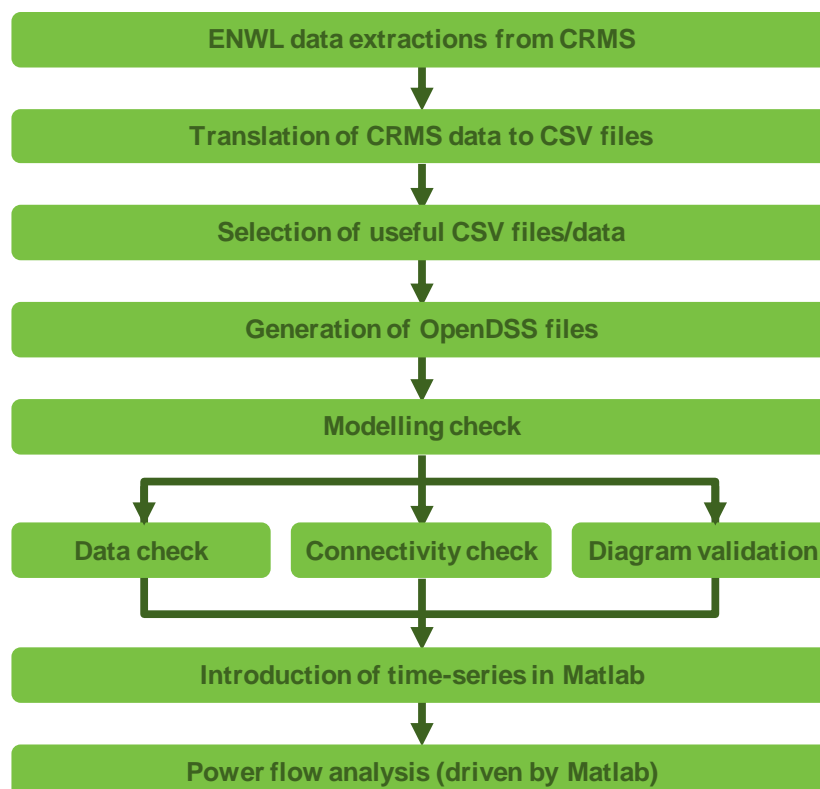 ENWL data extractions from CRMS
Translation of CRMS data to CSV files
Selection of useful CSV files/data
Generation of OpenDSS files
Modelling check
Data check
Connectivity check
Diagram validation
Introduction of time-series in Matlab
Power flow analysis (driven by Matlab)